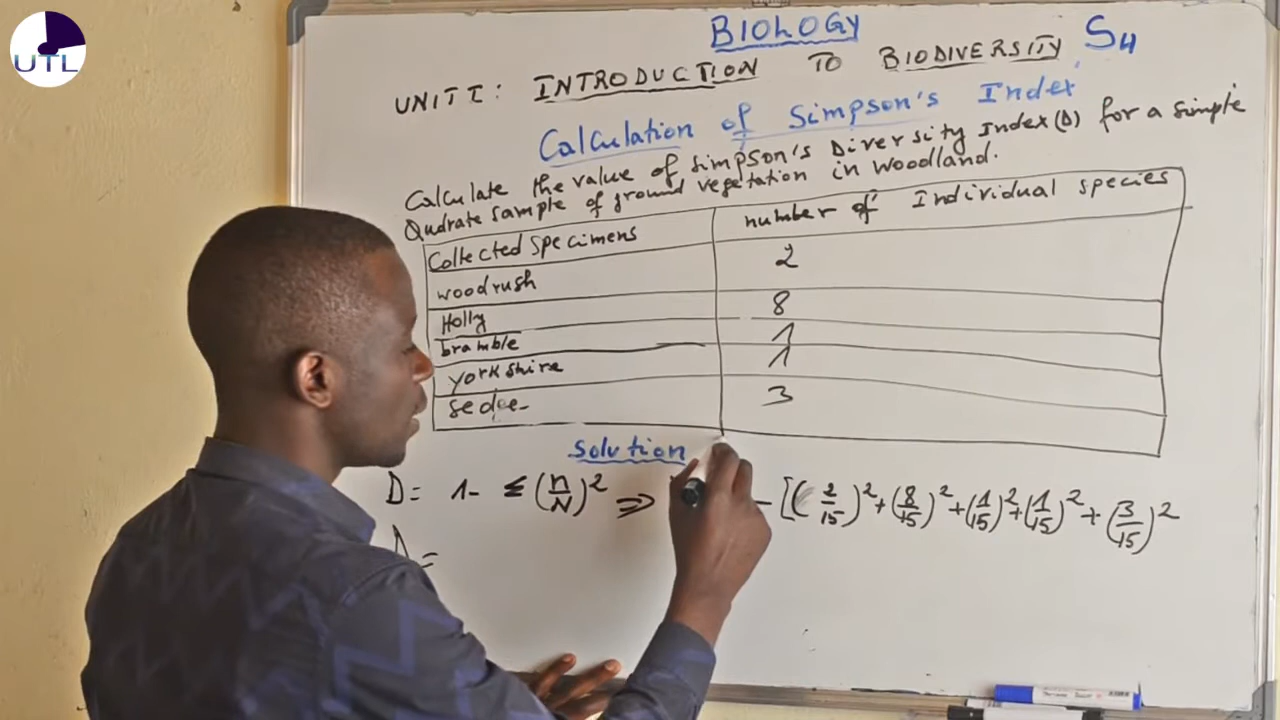 UTL
BIOLOGY
S4
UNIT I: INTRODUCTION TO BIODIVERSITY
Calculation of Simpson's Index
Calculate the value of Simpson's Diversity Index (D) for a simple
Qudrate sample of ground vegetation in woodland.
Collected specimens number of Individual species
woodrush 2
Holly 8
bramble 1
yorkshire 1
sedee 3
Solution
D = 1 - ≤ (n/N)² ⇒ - [(2/15)² + (8/15)² + (1/15)² + (1/15)² + (3/15)²
D =